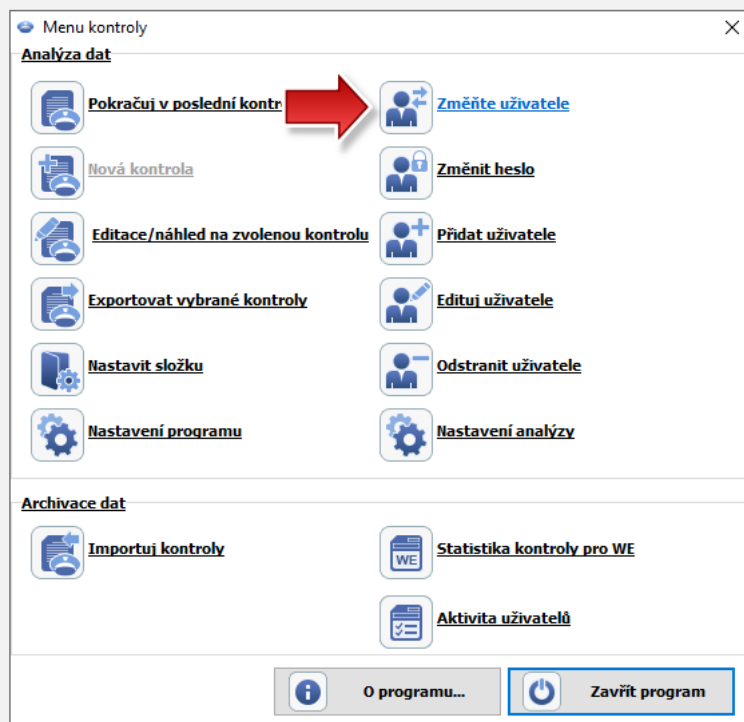 Menu kontroly
Analýza dat
Pokračuj v poslední kontr
Změňte uživatele
Nová kontrola
Změnit heslo
Editace/náhled na zvolenou kontrolu
Přidat uživatele
Exportovat vybrané kontroly
Edituj uživatele
Nastavit složku
Odstranit uživatele
Nastavení programu
Nastavení analýzy
Archivace dat
Importuj kontroly
WE
Statistika kontroly pro WE
Aktivita uživatelů
O programu...
Zavřít program